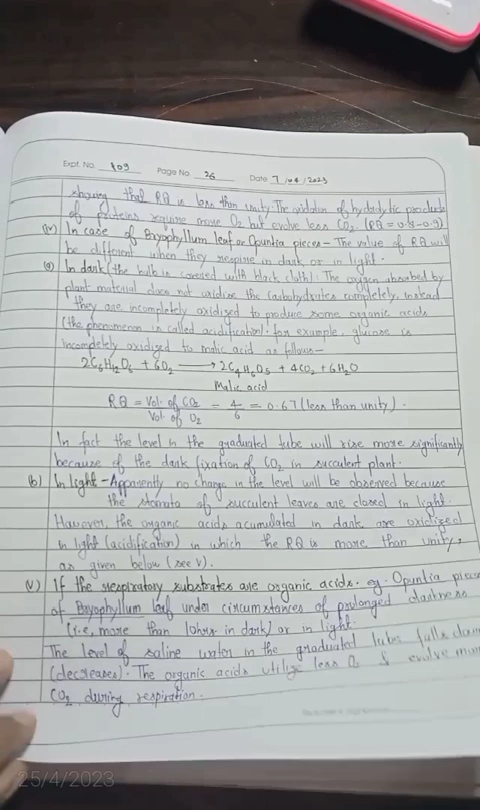 Expt. No. 809 Page No. 26 Date 7/04/2023
showing that RQ is less than unity. The oxidation of hydrolytic products
of proteins require more O2 but evolve less CO2. (RQ = 0.8-0.9)
(iv) In case of Bryophyllum leaf or Opuntia pieces - The value of RQ will
be different when they respire in dark or in light.
(a) In dark (the bulb is covered with black cloth): The oxygen absorbed by
plant material does not oxidise the carbohydrates completely. Instead
they are incompletely oxidized to produce some organic acids
(the phenomenon is called acidification). for example, glucose is
incompletely oxidized to malic acid as follows-
2C6H12O6 + 6O2 ⟶ 2C4H6O5 + 4CO2 + 6H2O
Malic acid
RQ = Vol. of CO2 / Vol. of O2 = 4/6 = 0.67 (less than unity).
In fact the level in the graduated tube will rise more significantly
because of the dark fixation of CO2 in succulent plant.
(b) In light - Apparently no change in the level will be observed because
the stomata of succulent leaves are closed in light.
However, the organic acids acumulated in dark are oxidized
in light (acidification) in which the RQ is more than unity,
as given below (see V).
(V) If the respiratory substrates are organic acids. eg. Opuntia
of Bryophyllum leaf under circumstances of prolonged darkness
(i.e, more than 10hrs. in dark) or in light.
The level of saline water in the graduated tubes falls
(decreases). The organic acids utilize less O2 & evolve
CO2 during respiration.
25/4/2023